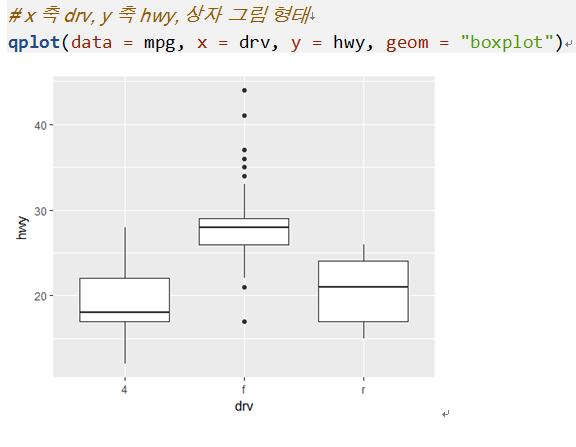 # x 축 drv, y 축 hwy, 상자 그림 형태
qplot(data = mpg, x = drv, y = hwy, geom = "boxplot")
40
30
20
hwy
4 f r
drv